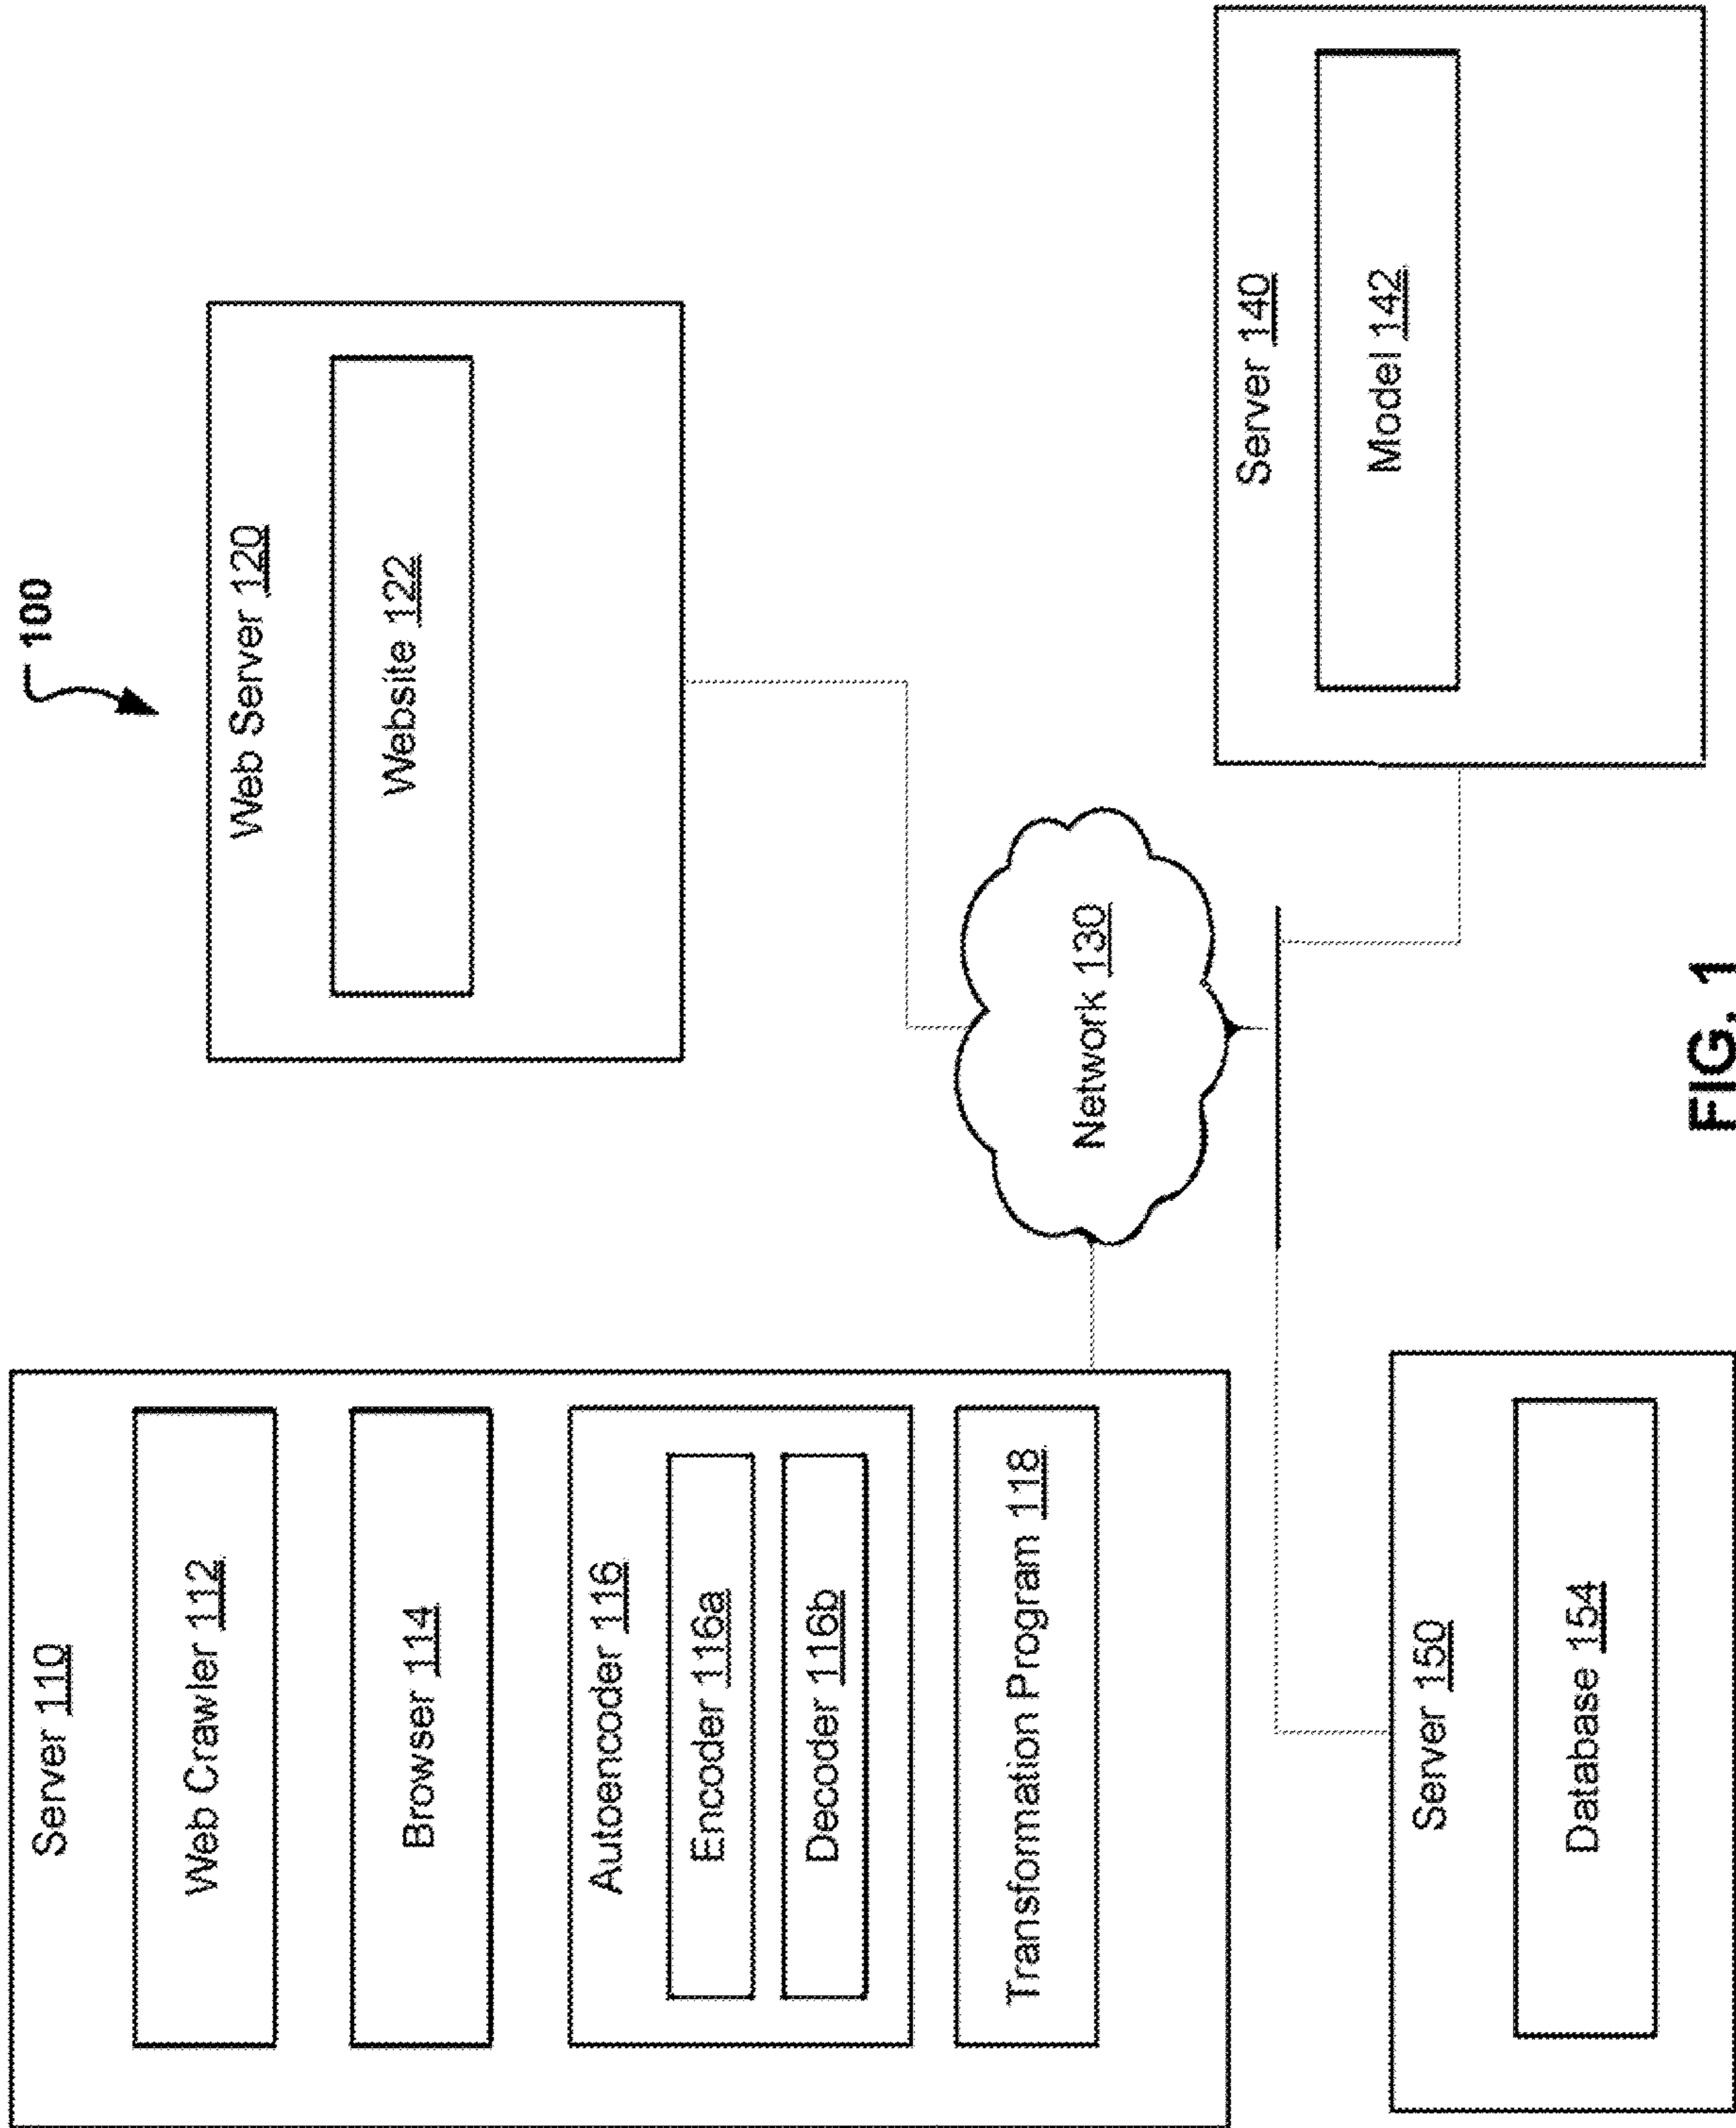 100
Server 110
Web Crawler 112
Browser 114
Autoencoder 116
Encoder 116a
Decoder 116b
Transformation Program 118
Web Server 120
Website 122
Network 130
Server 150
Database 154
Server 140
Model 142
FIG. 1